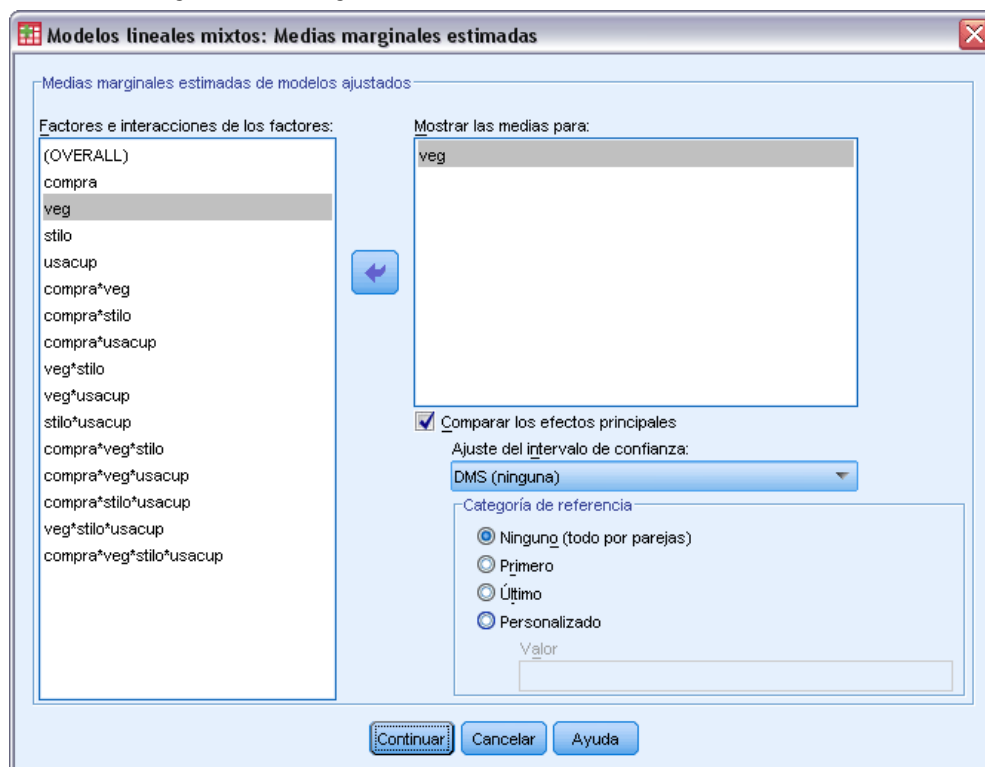 Modelos lineales mixtos: Medias marginales estimadas
Medias marginales estimadas de modelos ajustados
Factores e interacciones de los factores:
(OVERALL)
compra
veg
stilo
usacup
compra*veg
compra*stilo
compra*usacup
veg*stilo
veg*usacup
stilo*usacup
compra*veg*stilo
compra*veg*usacup
compra*stilo*usacup
veg*stilo*usacup
compra*veg*stilo*usacup
Mostrar las medias para:
veg
Comparar los efectos principales
Ajuste del intervalo de confianza:
DMS (ninguna)
Categoría de referencia
Ninguno (todo por parejas)
Primero
Último
Personalizado
Valor
Continuar
Cancelar
Ayuda